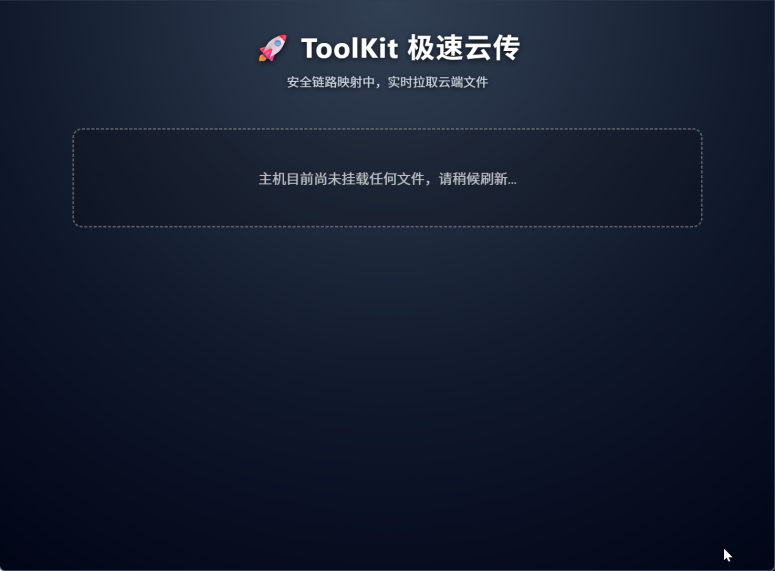 🚀 ToolKit 极速云传
安全链路映射中，实时拉取云端文件
主机目前尚未挂载任何文件，请稍候刷新...